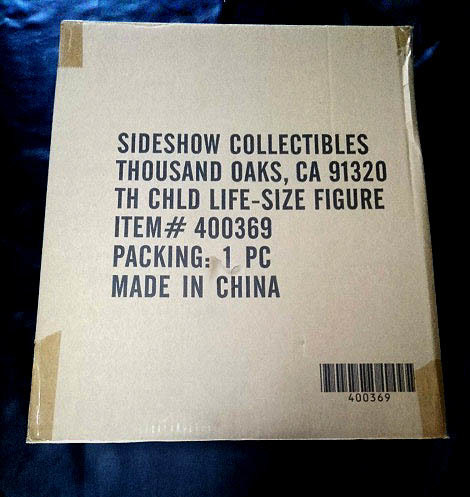 SIDESHOW COLLECTIBLES
THOUSAND OAKS, CA 91320
TH CHLD LIFE-SIZE FIGURE
ITEM# 400369
PACKING: 1 PC
MADE IN CHINA
400369